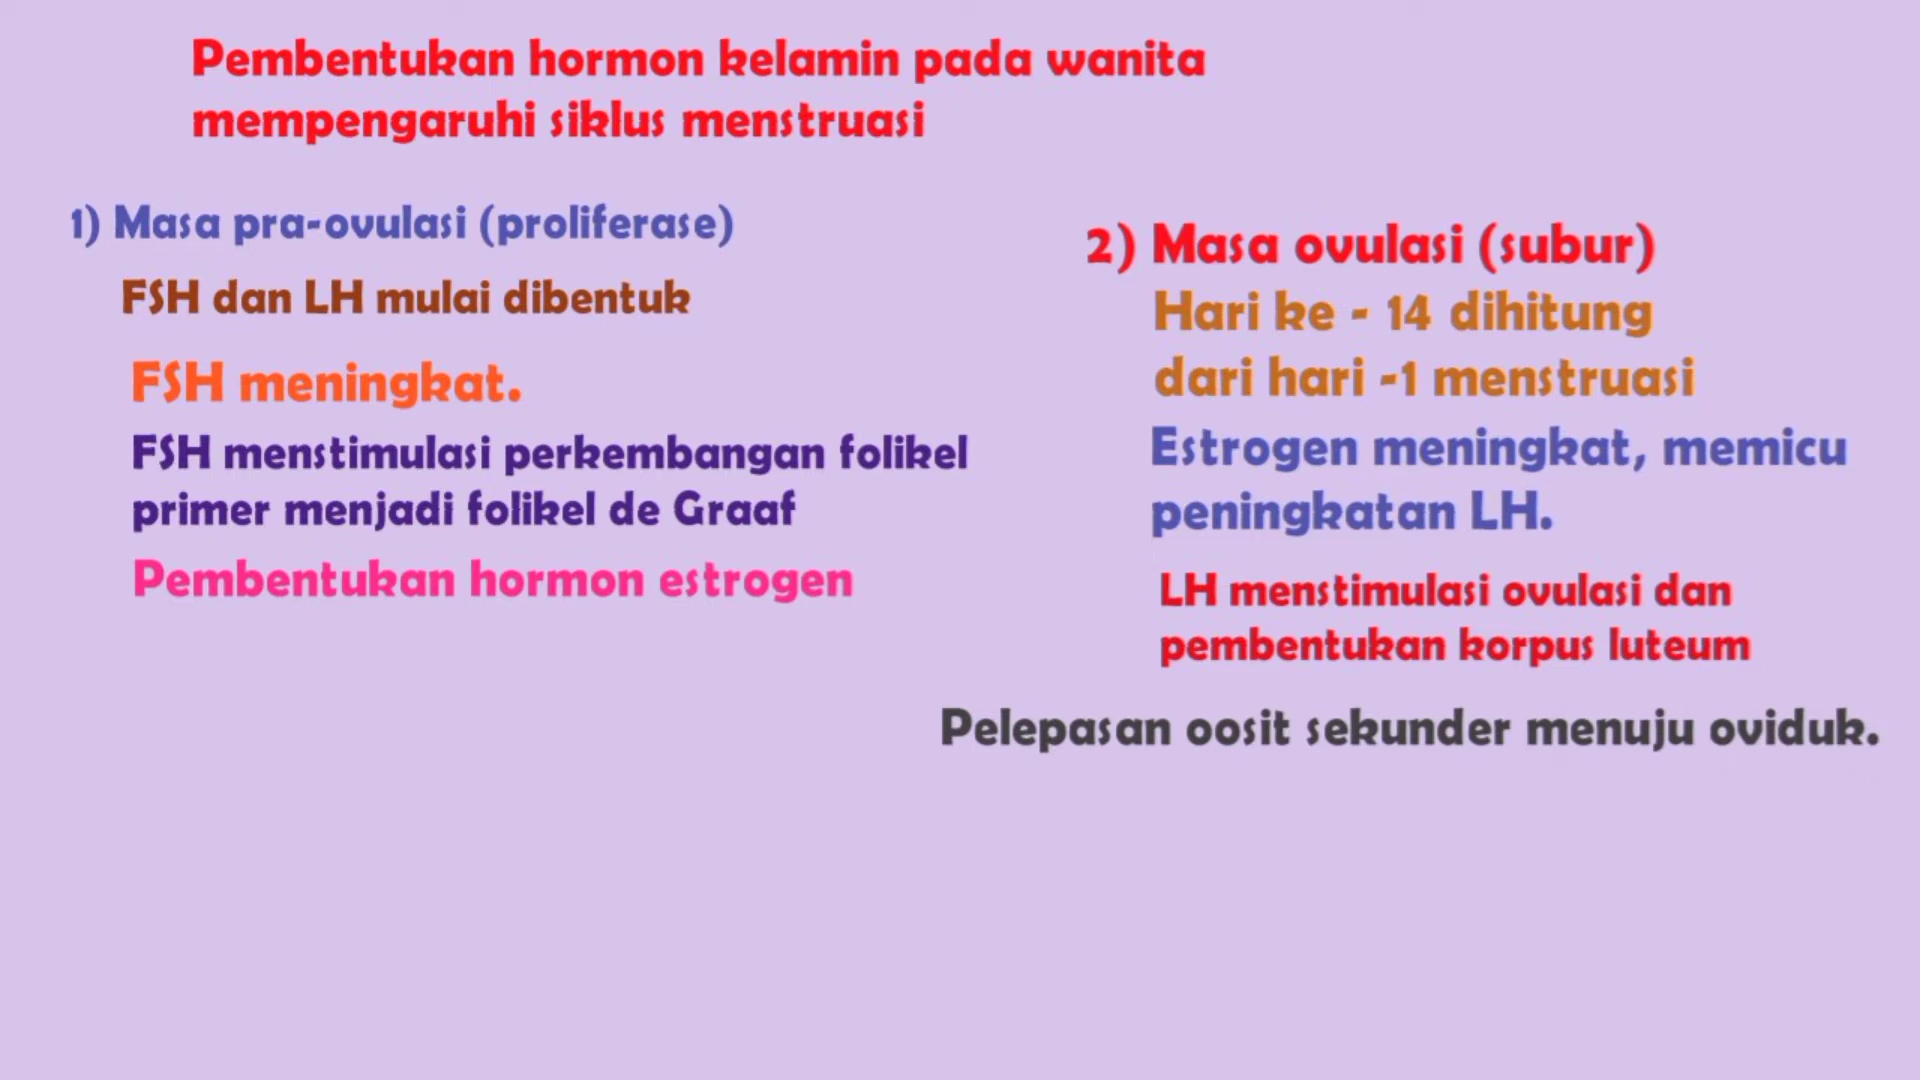 Pembentukan hormon kelamin pada wanita
mempengaruhi siklus menstruasi
1) Masa pra-ovulasi (proliferase)
FSH dan LH mulai dibentuk
FSH meningkat.
FSH menstimulasi perkembangan folikel
primer menjadi folikel de Graaf
Pembentukan hormon estrogen
2) Masa ovulasi (subur)
Hari ke - 14 dihitung
dari hari -1 menstruasi
Estrogen meningkat, memicu
peningkatan LH.
LH menstimulasi ovulasi dan
pembentukan korpus luteum
Pelepasan oosit sekunder menuju oviduk.